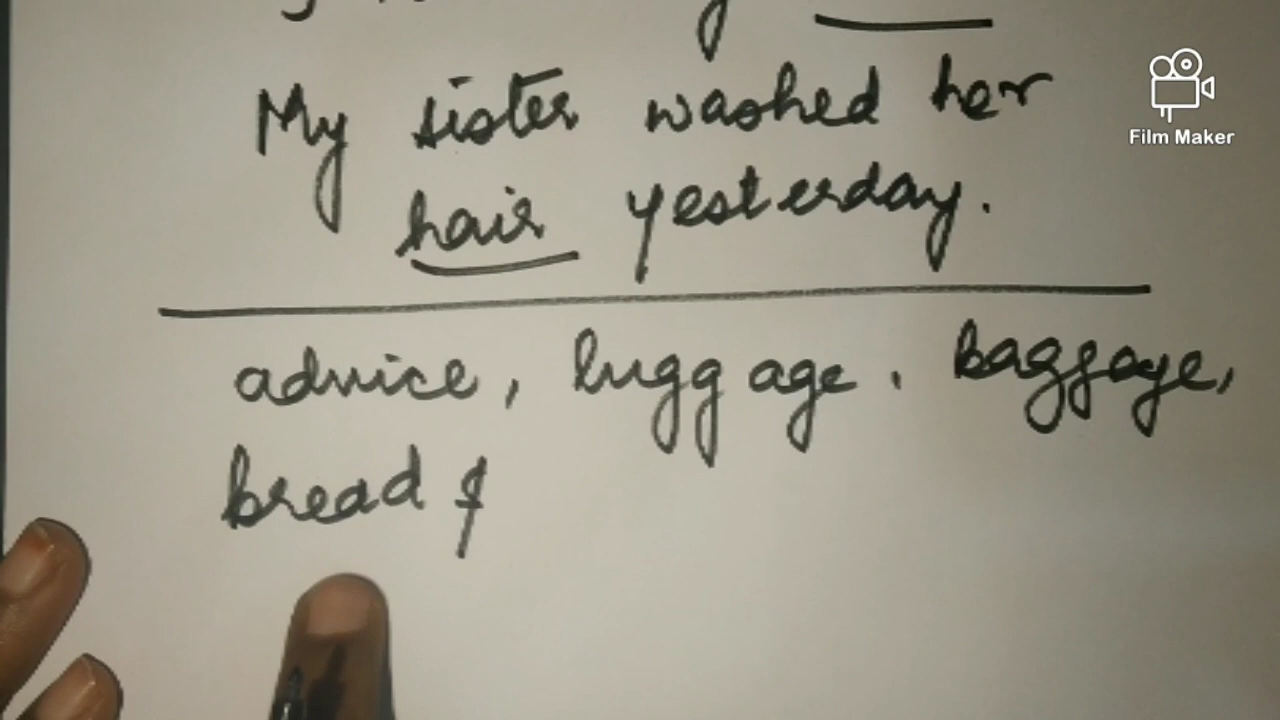 My sister washed her
hair yesterday.
advice, luggage, baggage,
bread &
Film Maker